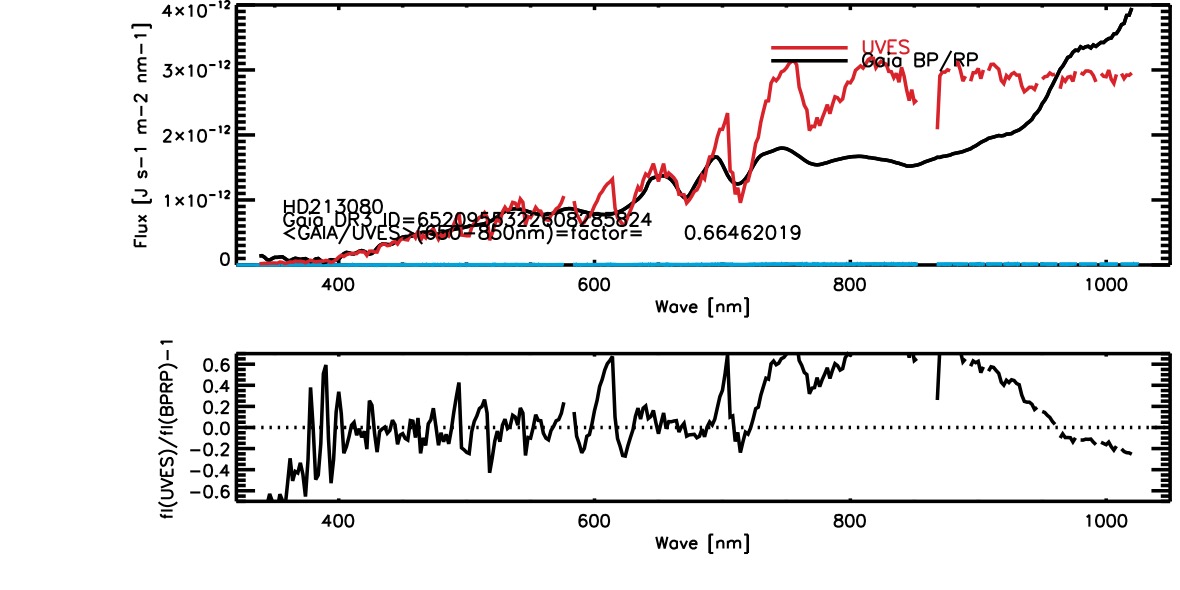 4×10−12
3×10−12
2×10−12
1×10−12
0
Flux [J s−1 m−2 nm−1]
UVES
Gaia BP/RP
HD213080
Gaia DR3 ID=6520955322608285824
<GAIA/UVES>(650−850nm)=factor= 0.66462019
400 600 800 1000
Wave [nm]
0.6
0.4
0.2
0.0
−0.2
−0.4
−0.6
fl(UVES)/fl(BPRP)−1
400 600 800 1000
Wave [nm]